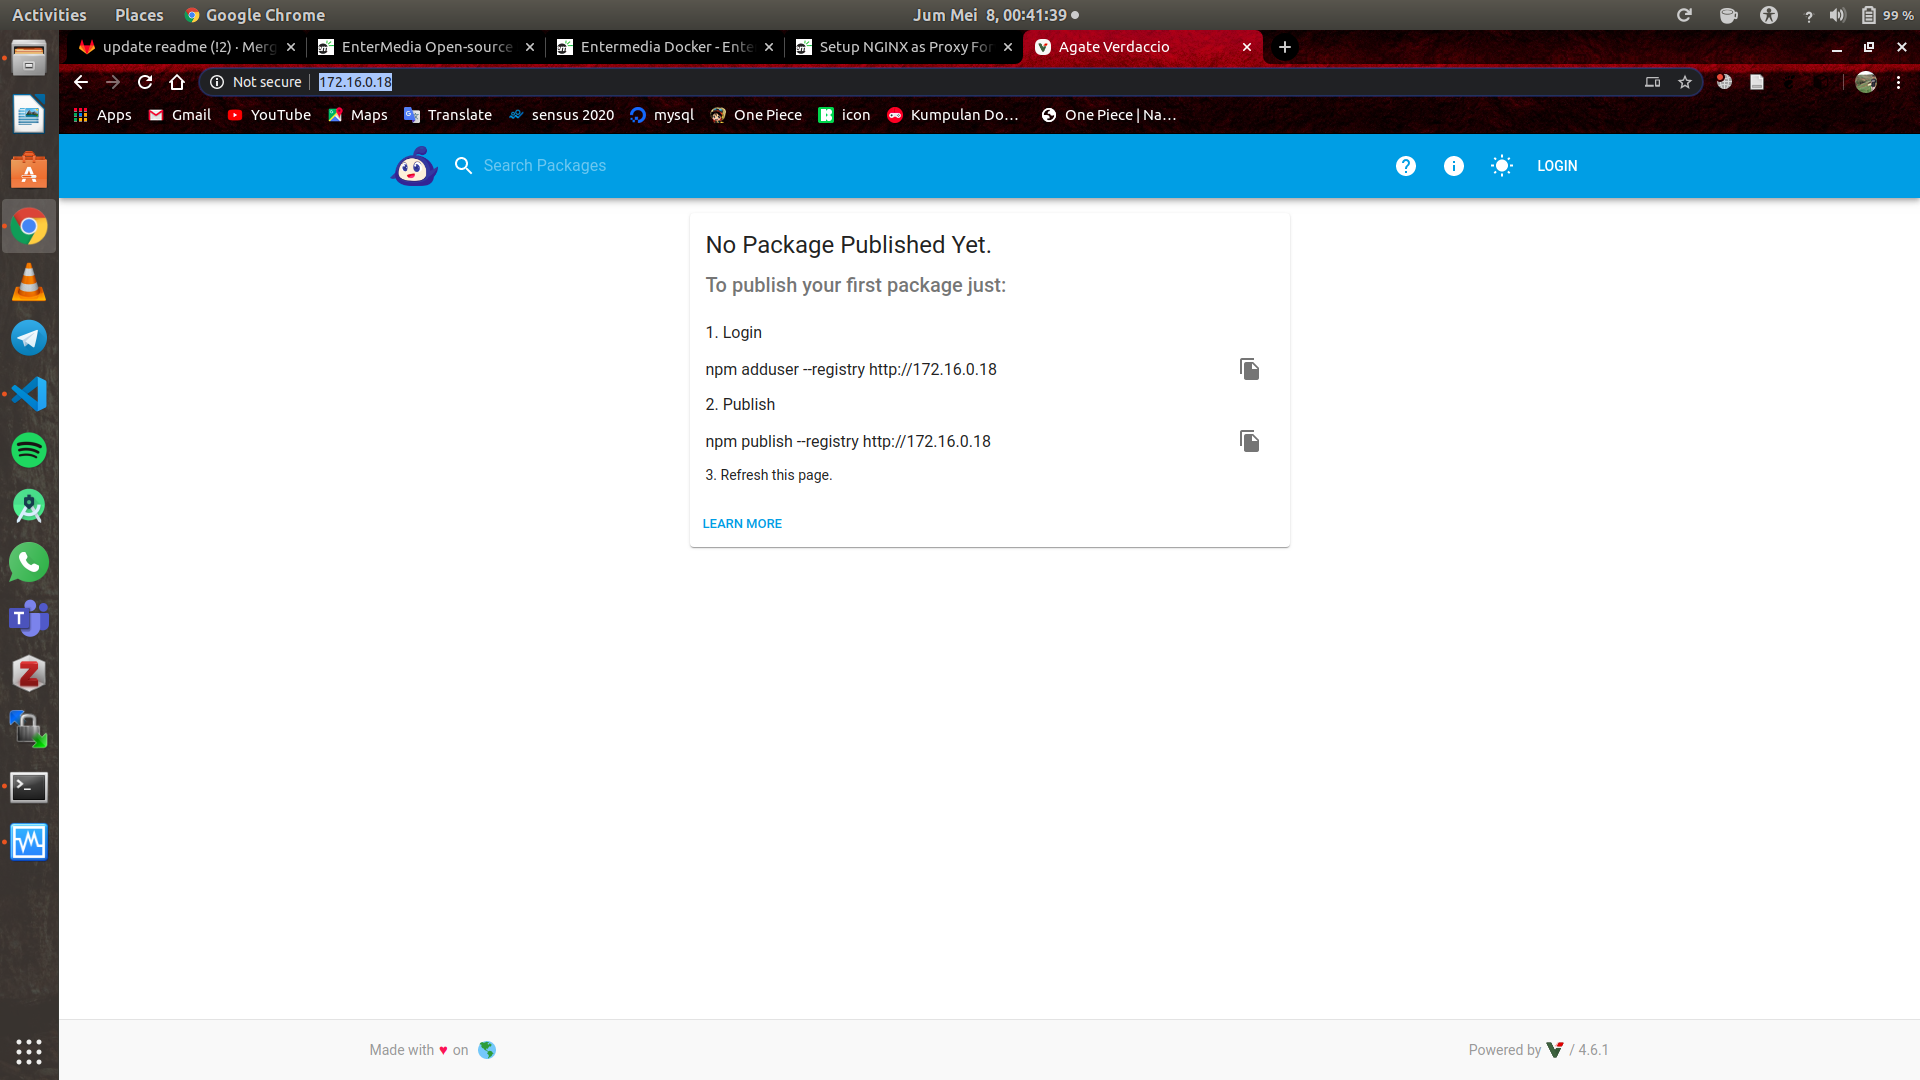 Activities Places Google Chrome Jum Mei 8, 00:41:39 99 %
update readme (!2) · Merg EnterMedia Open-source Entermedia Docker - Ente Setup NGINX as Proxy For Agate Verdaccio
Not secure 172.16.0.18
Apps Gmail YouTube Maps Translate sensus 2020 mysql One Piece icon Kumpulan Do... One Piece | Na...
Search Packages LOGIN
No Package Published Yet.
To publish your first package just:
1. Login
npm adduser --registry http://172.16.0.18
2. Publish
npm publish --registry http://172.16.0.18
3. Refresh this page.
LEARN MORE
Made with ♥ on
Powered by / 4.6.1